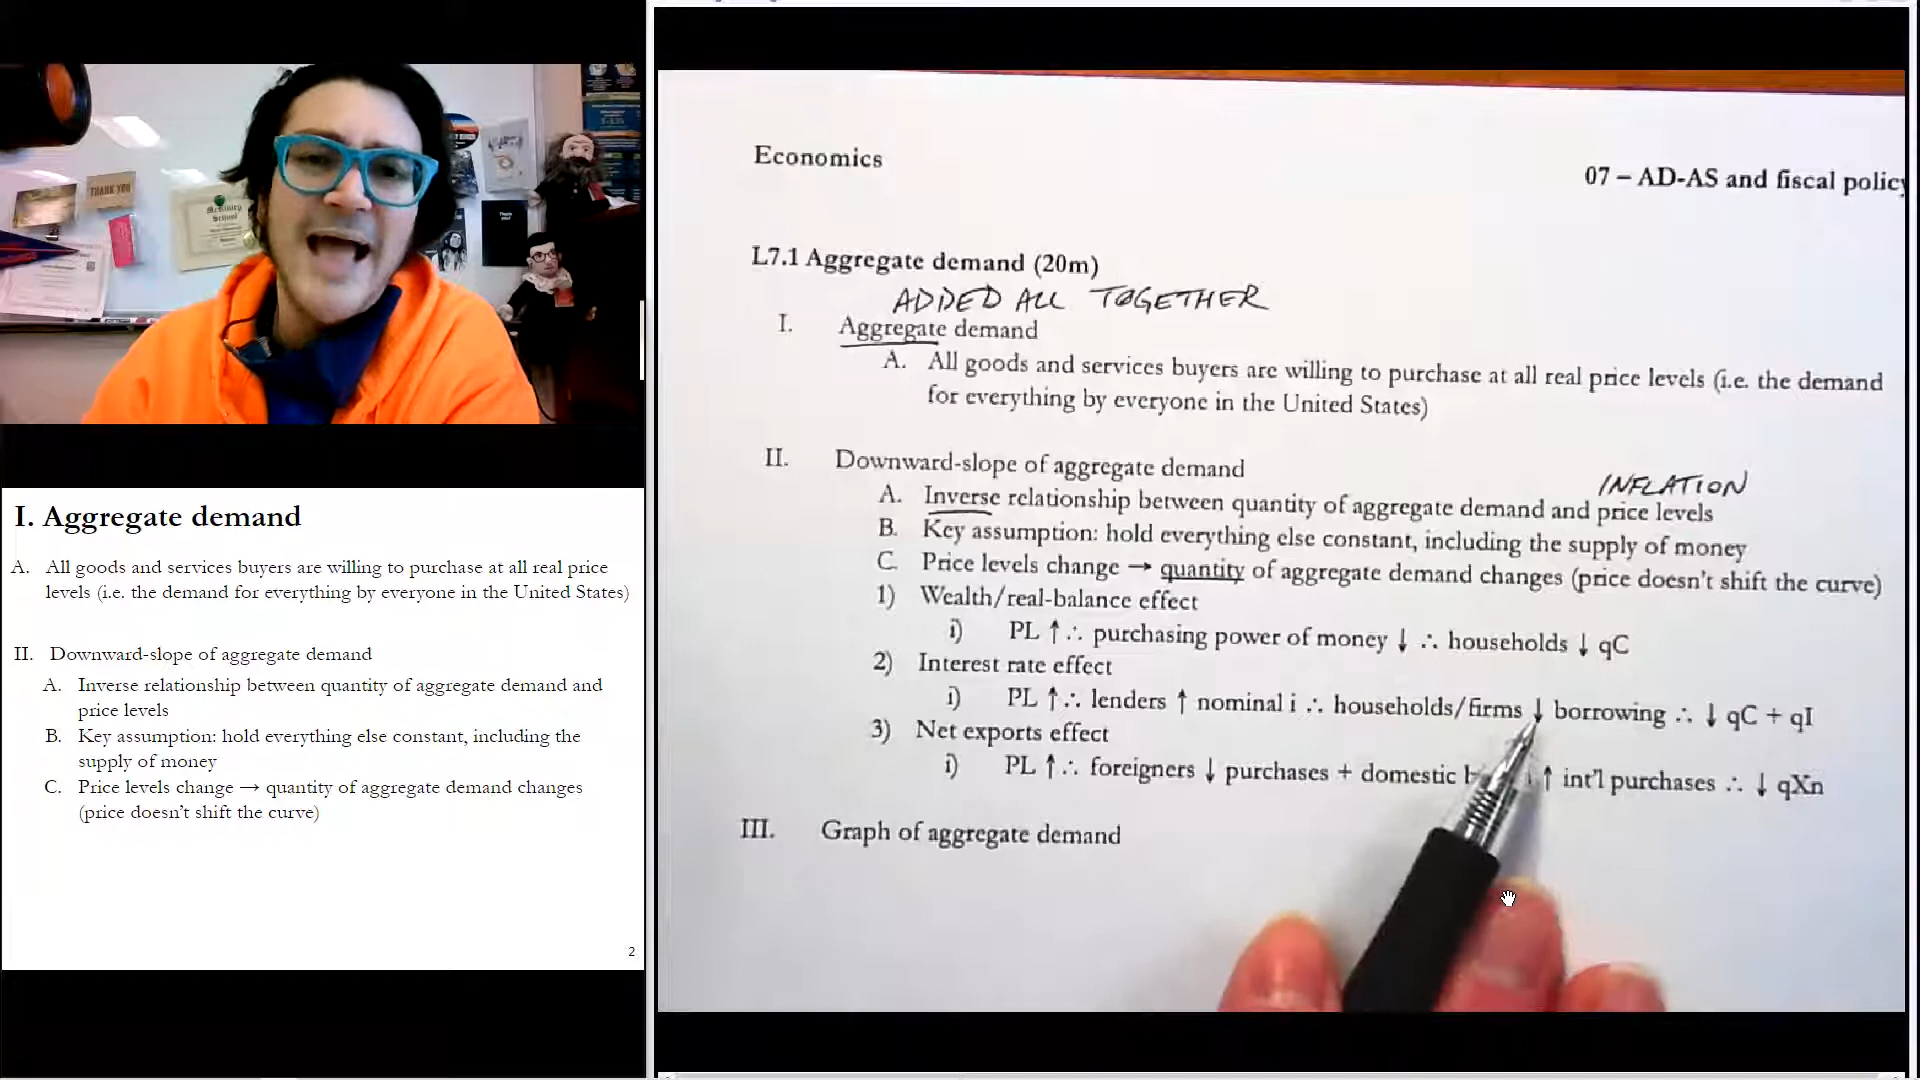 THANK YOU
McKinley
School
I. Aggregate demand
A. All goods and services buyers are willing to purchase at all real price
levels (i.e. the demand for everything by everyone in the United States)
II. Downward-slope of aggregate demand
A. Inverse relationship between quantity of aggregate demand and
price levels
B. Key assumption: hold everything else constant, including the
supply of money
C. Price levels change → quantity of aggregate demand changes
(price doesn't shift the curve)
2
Economics
07 – AD-AS and fiscal policy
L7.1 Aggregate demand (20m)
ADDED ALL TOGETHER
I. Aggregate demand
A. All goods and services buyers are willing to purchase at all real price levels (i.e. the demand
for everything by everyone in the United States)
II. Downward-slope of aggregate demand
INFLATION
A. Inverse relationship between quantity of aggregate demand and price levels
B. Key assumption: hold everything else constant, including the supply of money
C. Price levels change → quantity of aggregate demand changes (price doesn't shift the curve)
1) Wealth/real-balance effect
i) PL ↑ ∴ purchasing power of money ↓ ∴ households ↓ qC
2) Interest rate effect
i) PL ↑ ∴ lenders ↑ nominal i ∴ households/firms ↓ borrowing ∴ ↓ qC + qI
3) Net exports effect
i) PL ↑ ∴ foreigners ↓ purchases + domestic ↑ int'l purchases ∴ ↓ qXn
III. Graph of aggregate demand